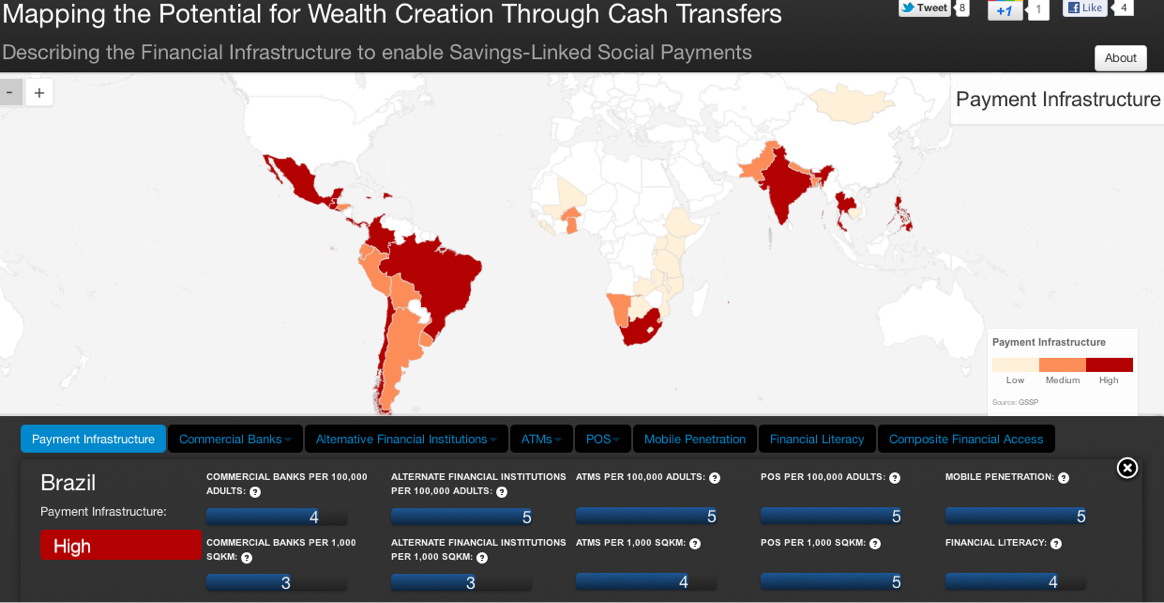 Mapping the Potential for Wealth Creation Through Cash Transfers
Tweet 8
+1 1
Like 4
Describing the Financial Infrastructure to enable Savings-Linked Social Payments
About
- +
Payment Infrastructure
Payment Infrastructure
Low Medium High
Source: GSSP
Payment Infrastructure Commercial Banks Alternative Financial Institutions ATMs POS Mobile Penetration Financial Literacy Composite Financial Access
Brazil
Payment Infrastructure:
High
COMMERCIAL BANKS PER 100,000
ADULTS: ?
4
COMMERCIAL BANKS PER 1,000
SQKM: ?
3
ALTERNATE FINANCIAL INSTITUTIONS
PER 100,000 ADULTS: ?
5
ALTERNATE FINANCIAL INSTITUTIONS
PER 1,000 SQKM: ?
3
ATMS PER 100,000 ADULTS: ?
5
ATMS PER 1,000 SQKM: ?
4
POS PER 100,000 ADULTS: ?
5
POS PER 1,000 SQKM: ?
5
MOBILE PENETRATION: ?
5
FINANCIAL LITERACY: ?
4